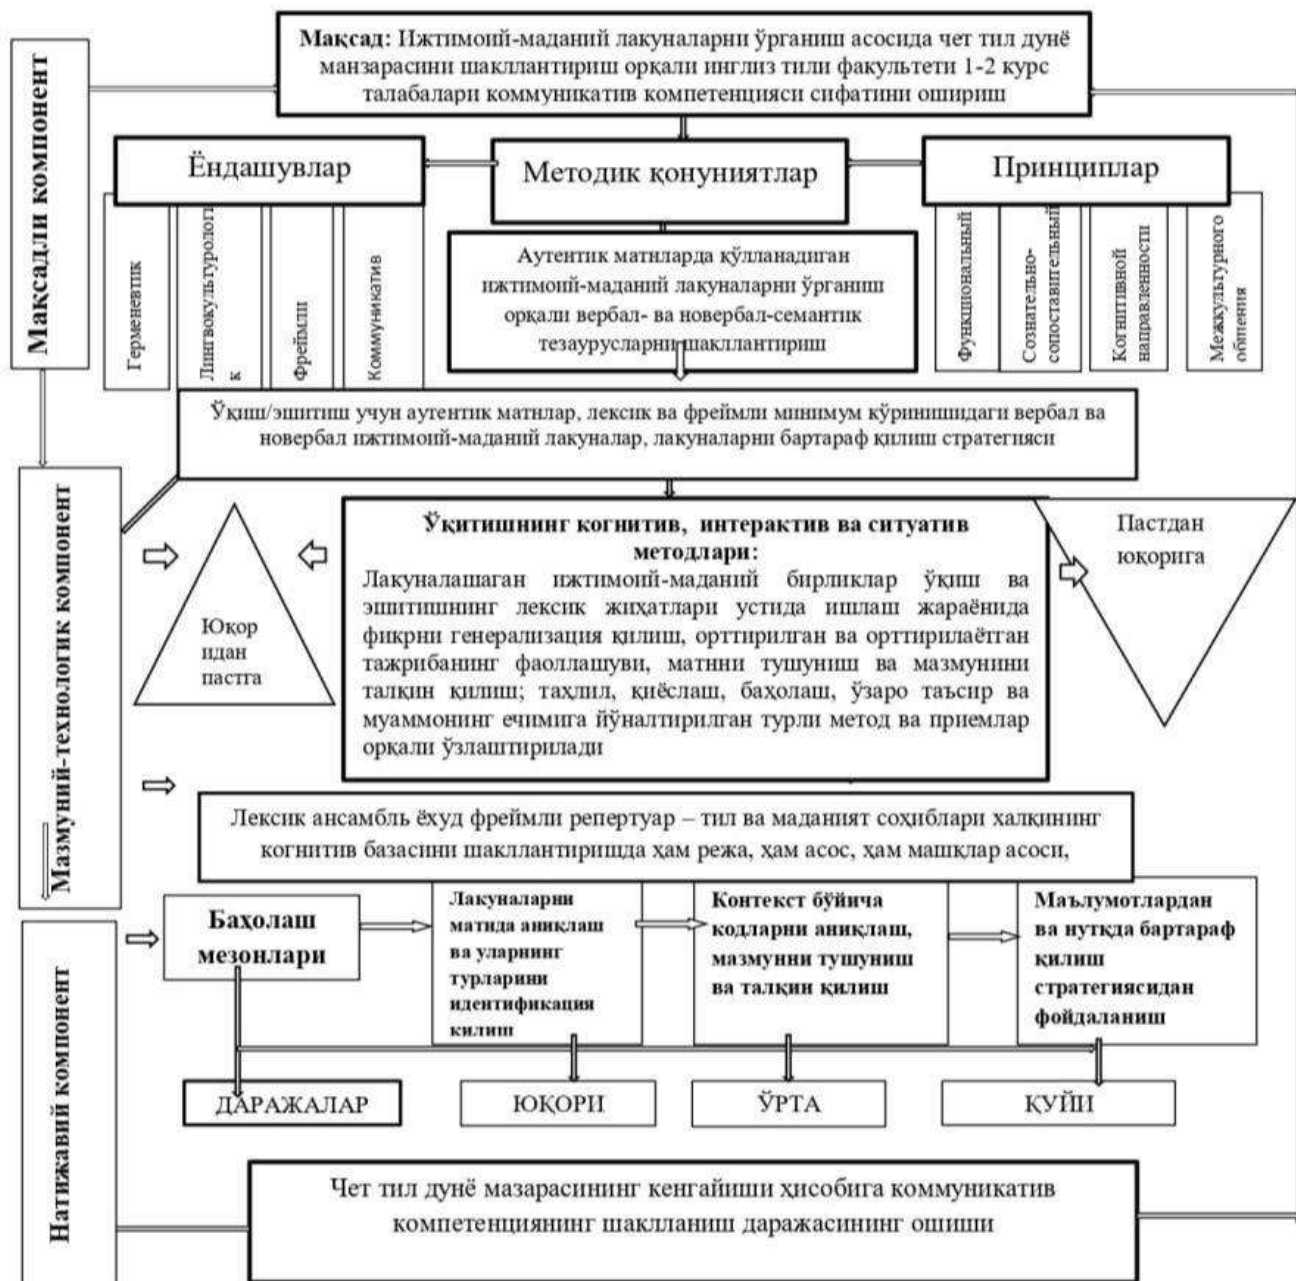 Мақсадли компонент
Мақсад: Ижтимоий-маданий лакуналарни ўрганиш асосида чет тил дунё
манзарасини шакллантириш орқали инглиз тили факультети 1-2 курс
талабалари коммуникатив компетенцияси сифатини ошириш
Ёндашувлар
Методик қонуниятлар
Принциплар
Герменевтик
Лингвокультурологи
к
Фреймли
Коммуникатив
Аутентик матнларда қўлланадиган
ижтимоий-маданий лакуналарни ўрганиш
орқали вербал- ва новербал-семантик
тезаурусларни шакллантириш
Функциональный
Сознательно-
сопоставительный
Когнитивной
направленности
Межкультурного
общения
Ўқиш/эшитиш учун аутентик матнлар, лексик ва фреймли минимум кўринишидаги вербал ва
новербал ижтимоий-маданий лакуналар, лакуналарни бартараф қилиш стратегияси
Мазмуний-технологик компонент
Юқор
идан
пастга
Ўқитишнинг когнитив, интерактив ва ситуатив
методлари:
Лакуналашаган ижтимоий-маданий бирликлар ўқиш ва
эшитишнинг лексик жиҳатлари устида ишлаш жараёнида
фикрни генерализация қилиш, орттирилган ва орттирилаётган
тажрибанинг фаоллашуви, матнни тушуниш ва мазмунини
талқин қилиш; таҳлил, қиёслаш, баҳолаш, ўзаро таъсир ва
муаммонинг ечимига йўналтирилган турли метод ва приемлар
орқали ўзлаштирилади
Пастдан
юқорига
Лексик ансамбль ёхуд фреймли репертуар – тил ва маданият соҳиблари халқининг
когнитив базасини шакллантиришда ҳам режа, ҳам асос, ҳам машқлар асоси,
Натижавий компонент
Баҳолаш
мезонлари
Лакуналарни
матида аниқлаш
ва уларнинг
турларини
идентификация
қилиш
Контекст бўйича
кодларни аниқлаш,
мазмунни тушуниш
ва талқин қилиш
Маълумотлардан
ва нутқда бартараф
қилиш
стратегиясидан
фойдаланиш
ДАРАЖАЛАР
ЮҚОРИ
ЎРТА
ҚУЙИ
Чет тил дунё мазарасининг кенгайиши ҳисобига коммуникатив
компетенциянинг шаклланиш даражасининг ошиши